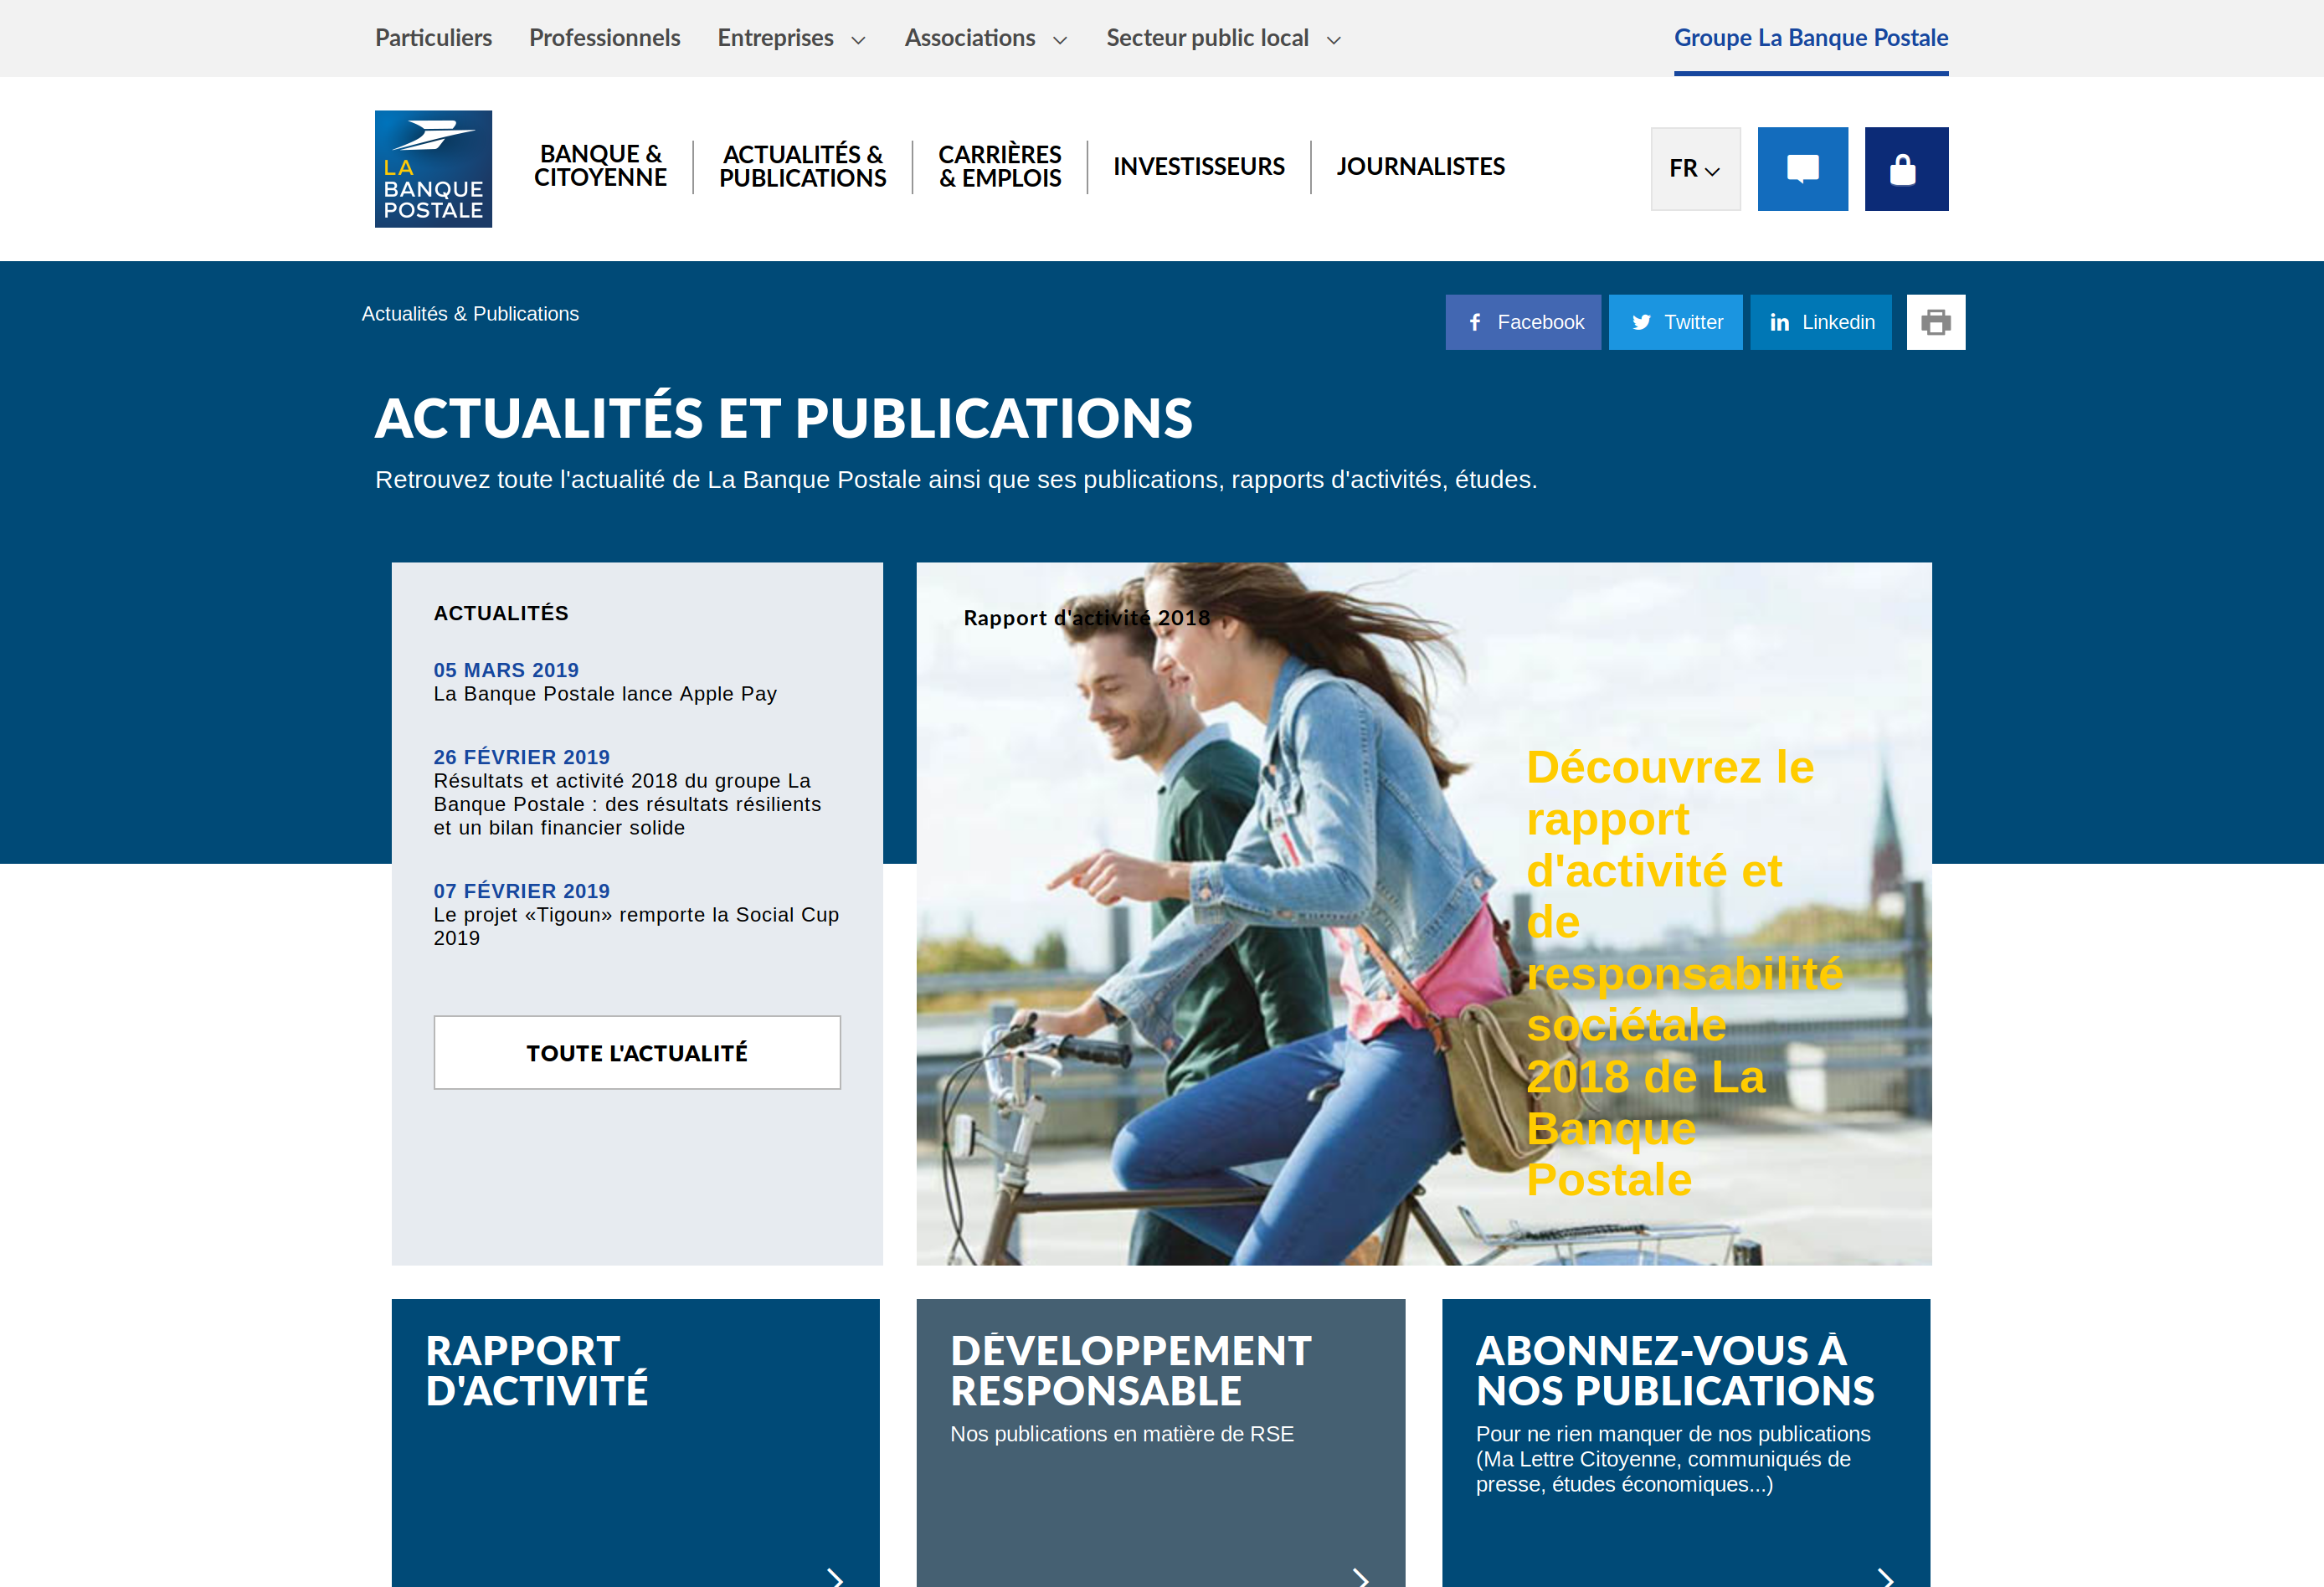 Particuliers
Professionnels
Entreprises
Associations
Secteur public local
Groupe La Banque Postale
LA
BANQUE
POSTALE
BANQUE &
CITOYENNE
ACTUALITÉS &
PUBLICATIONS
CARRIÈRES
& EMPLOIS
INVESTISSEURS
JOURNALISTES
FR
Actualités & Publications
Facebook
Twitter
Linkedin
ACTUALITÉS ET PUBLICATIONS
Retrouvez toute l'actualité de La Banque Postale ainsi que ses publications, rapports d'activités, études.
ACTUALITÉS
05 MARS 2019
La Banque Postale lance Apple Pay
26 FÉVRIER 2019
Résultats et activité 2018 du groupe La
Banque Postale : des résultats résilients
et un bilan financier solide
07 FÉVRIER 2019
Le projet «Tigoun» remporte la Social Cup
2019
TOUTE L'ACTUALITÉ
Rapport d'activité 2018
Découvrez le
rapport
d'activité et
de
responsabilité
sociétale
2018 de La
Banque
Postale
RAPPORT
D'ACTIVITÉ
DÉVELOPPEMENT
RESPONSABLE
Nos publications en matière de RSE
ABONNEZ-VOUS À
NOS PUBLICATIONS
Pour ne rien manquer de nos publications
(Ma Lettre Citoyenne, communiqués de
presse, études économiques...)